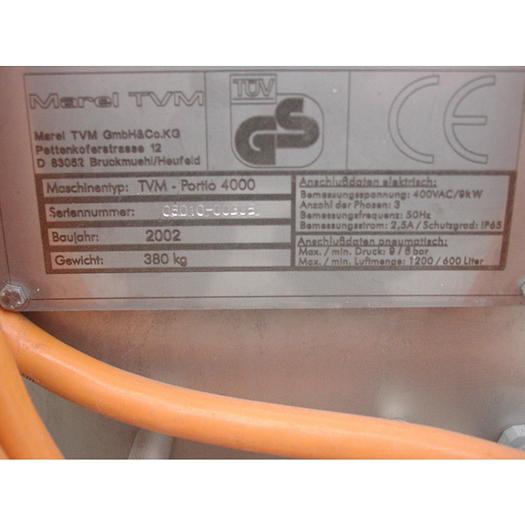 Marel TVM
Marel TVM GmbH&Co.KG
Pettenkoferstrasse 12
D 83052 Bruckmuehl/Heufeld
TÜV
GS
CE
Maschinentyp: TVM - Portio 4000
Seriennummer:
Baujahr: 2002
Gewicht: 380 kg
Anschlußdaten elektrisch:
Bemessungsspannung: 400VAC/9kW
Anzahl der Phasen: 3
Bemessungsfrequenz: 50Hz
Bemessungsstrom: 2,5A / Schutzgrad: IP65
Anschlußdaten pneumatisch:
Max. / min. Druck: 9 / 6 bar
Max. / min. Luftmenge: 1200 / 600 Liter